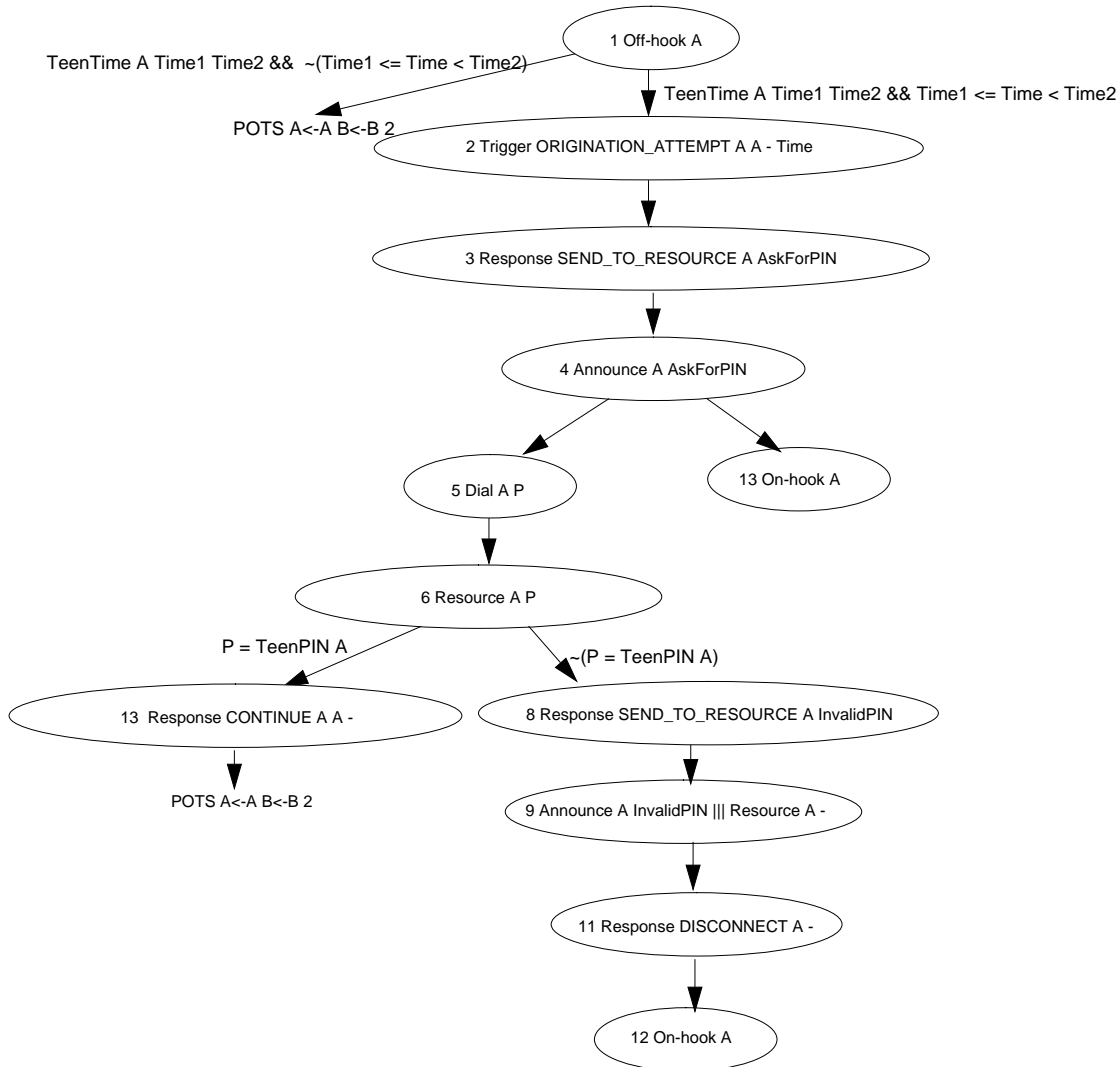 1 Off-hook A
TeenTime A Time1 Time2 && ~(Time1 <= Time < Time2)
TeenTime A Time1 Time2 && Time1 <= Time < Time2
POTS A<-A B<-B 2
2 Trigger ORIGINATION_ATTEMPT A A - Time
3 Response SEND_TO_RESOURCE A AskForPIN
4 Announce A AskForPIN
5 Dial A P
13 On-hook A
6 Resource A P
P = TeenPIN A
~(P = TeenPIN A)
13 Response CONTINUE A A -
8 Response SEND_TO_RESOURCE A InvalidPIN
POTS A<-A B<-B 2
9 Announce A InvalidPIN ||| Resource A -
11 Response DISCONNECT A -
12 On-hook A